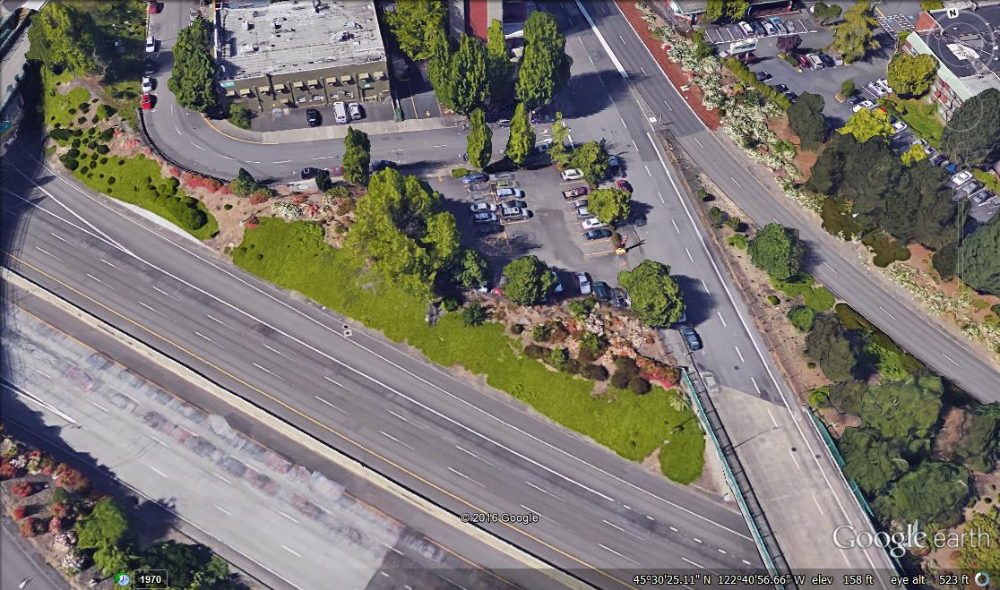 N
© 2016 Google
Google earth
1970
45°30'25.11" N 122°40'56.66" W elev 158 ft eye alt 523 ft